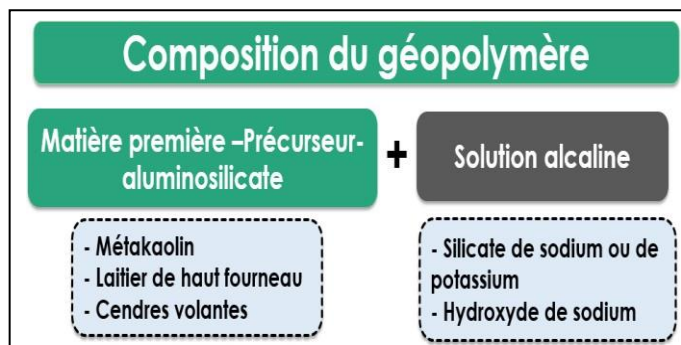 Composition du géopolymère
Matière première –Précurseur-
aluminosilicate
+
Solution alcaline
- Métakaolin
- Laitier de haut fourneau
- Cendres volantes
- Silicate de sodium ou de
potassium
- Hydroxyde de sodium